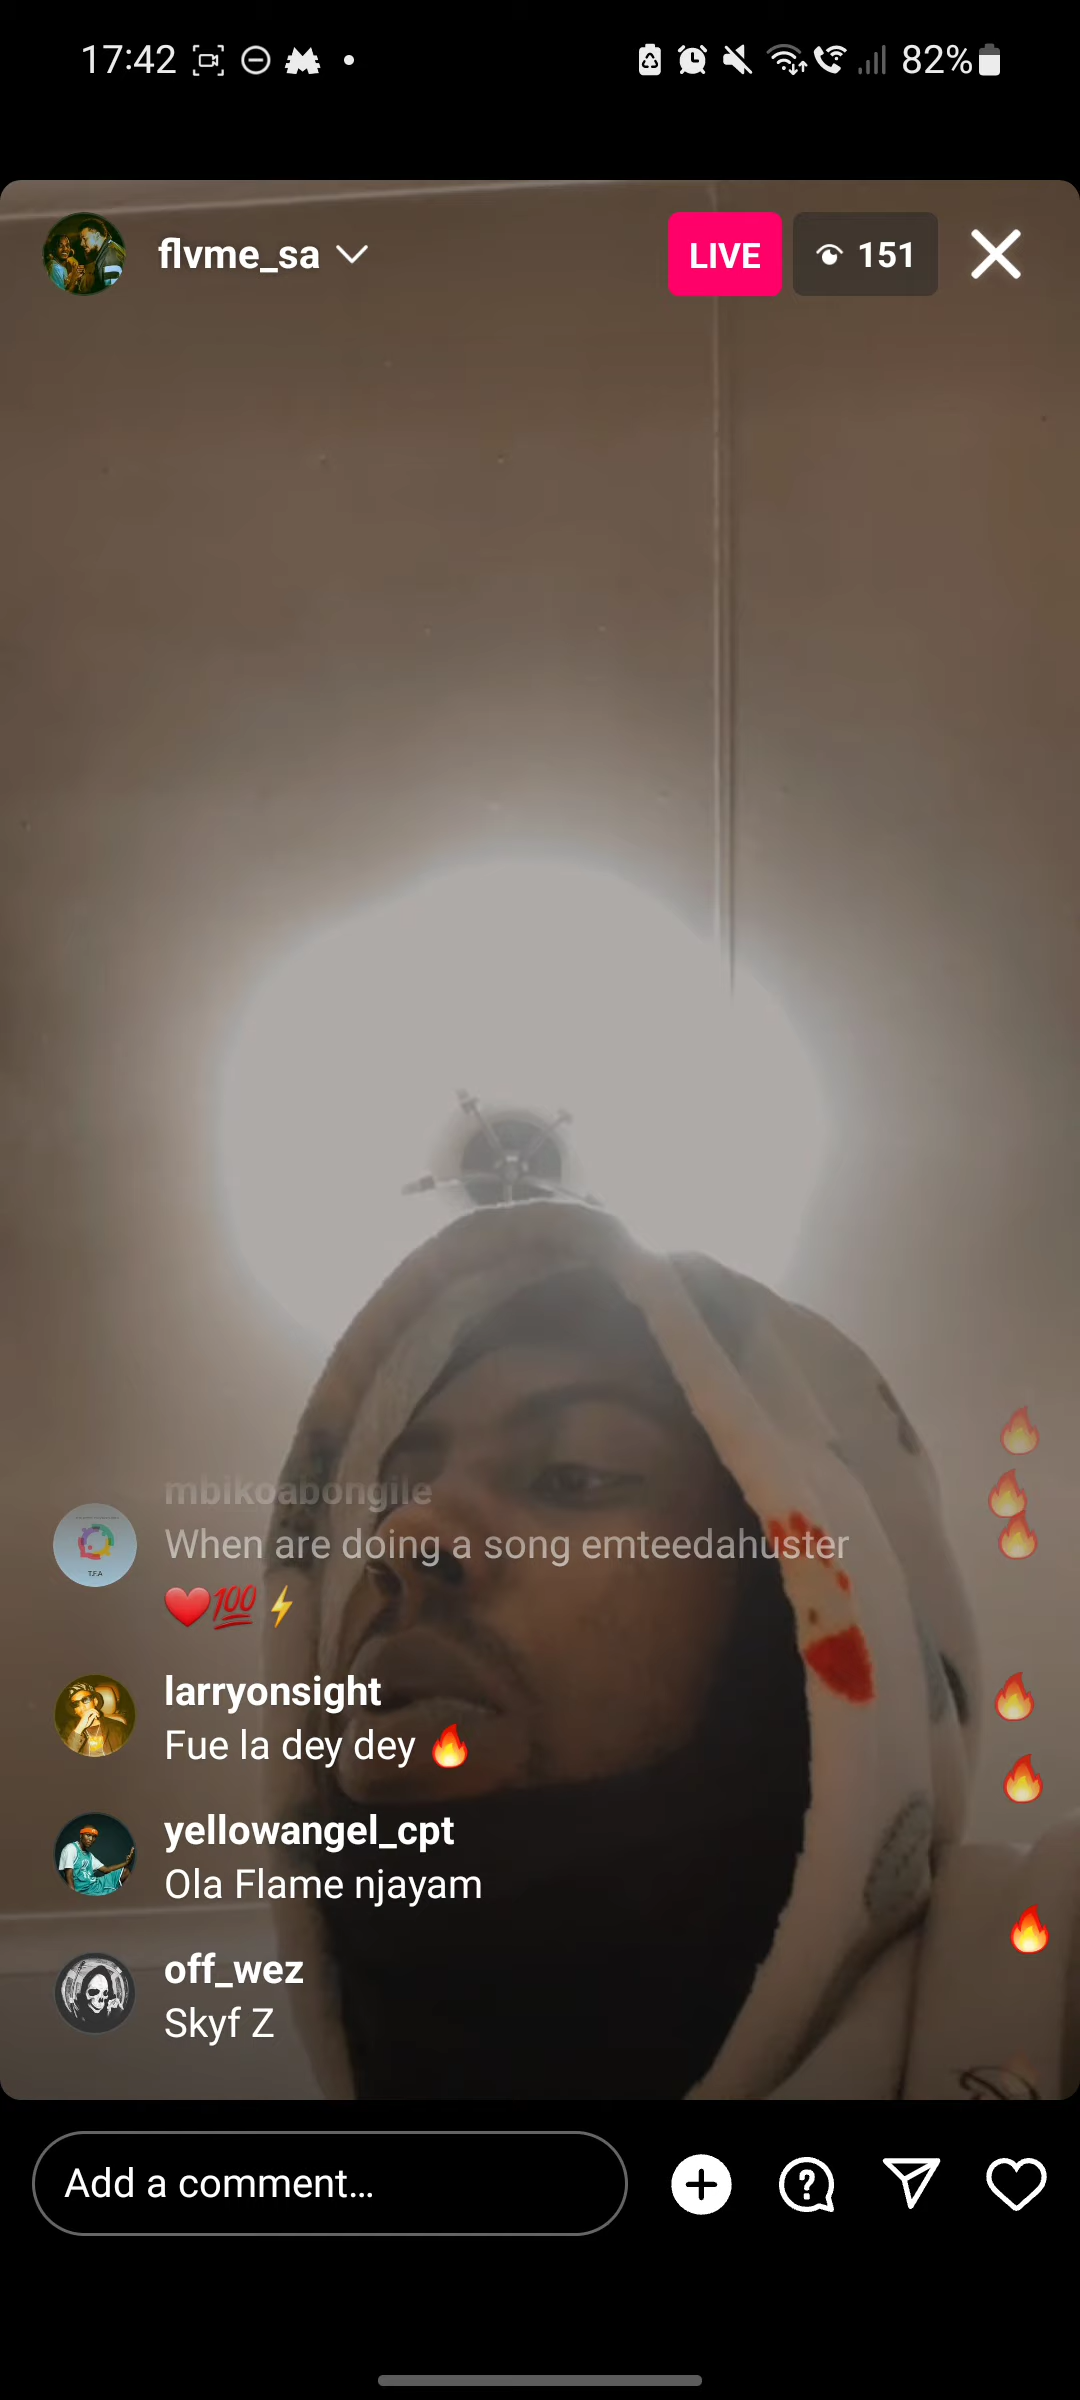 17:42
82%
flvme_sa
LIVE
151
mbikoabongile
When are doing a song emteedahuster
❤️💯⚡
larryonsight
Fue la dey dey 🔥
yellowangel_cpt
Ola Flame njayam
off_wez
Skyf Z
Add a comment...